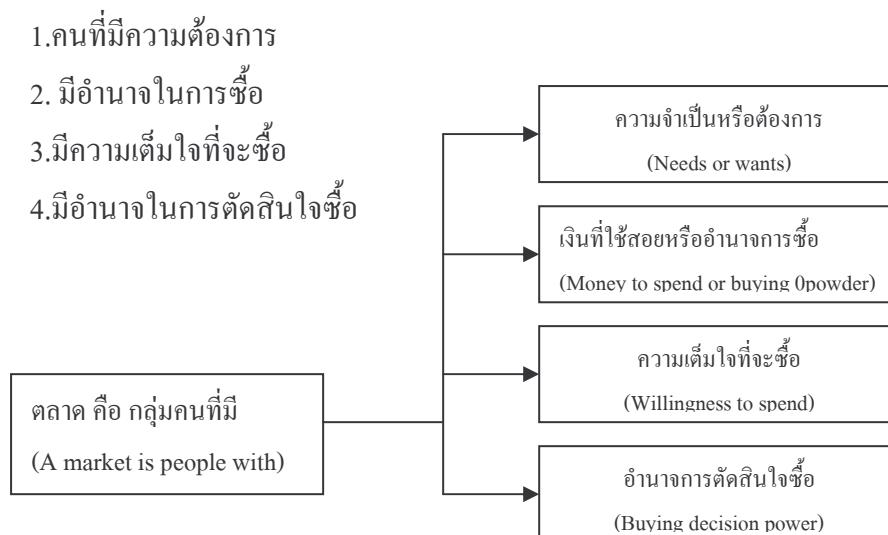 1.คนที่มีความต้องการ
2. มีอำนาจในการซื้อ
3.มีความเต็มใจที่จะซื้อ
4.มีอำนาจในการตัดสินใจซื้อ
ตลาด คือ กลุ่มคนที่มี
(A market is people with)
ความจำเป็นหรือต้องการ
(Needs or wants)
เงินที่ใช้สอยหรืออำนาจการซื้อ
(Money to spend or buying 0powder)
ความเต็มใจที่จะซื้อ
(Willingness to spend)
อำนาจการตัดสินใจซื้อ
(Buying decision power)